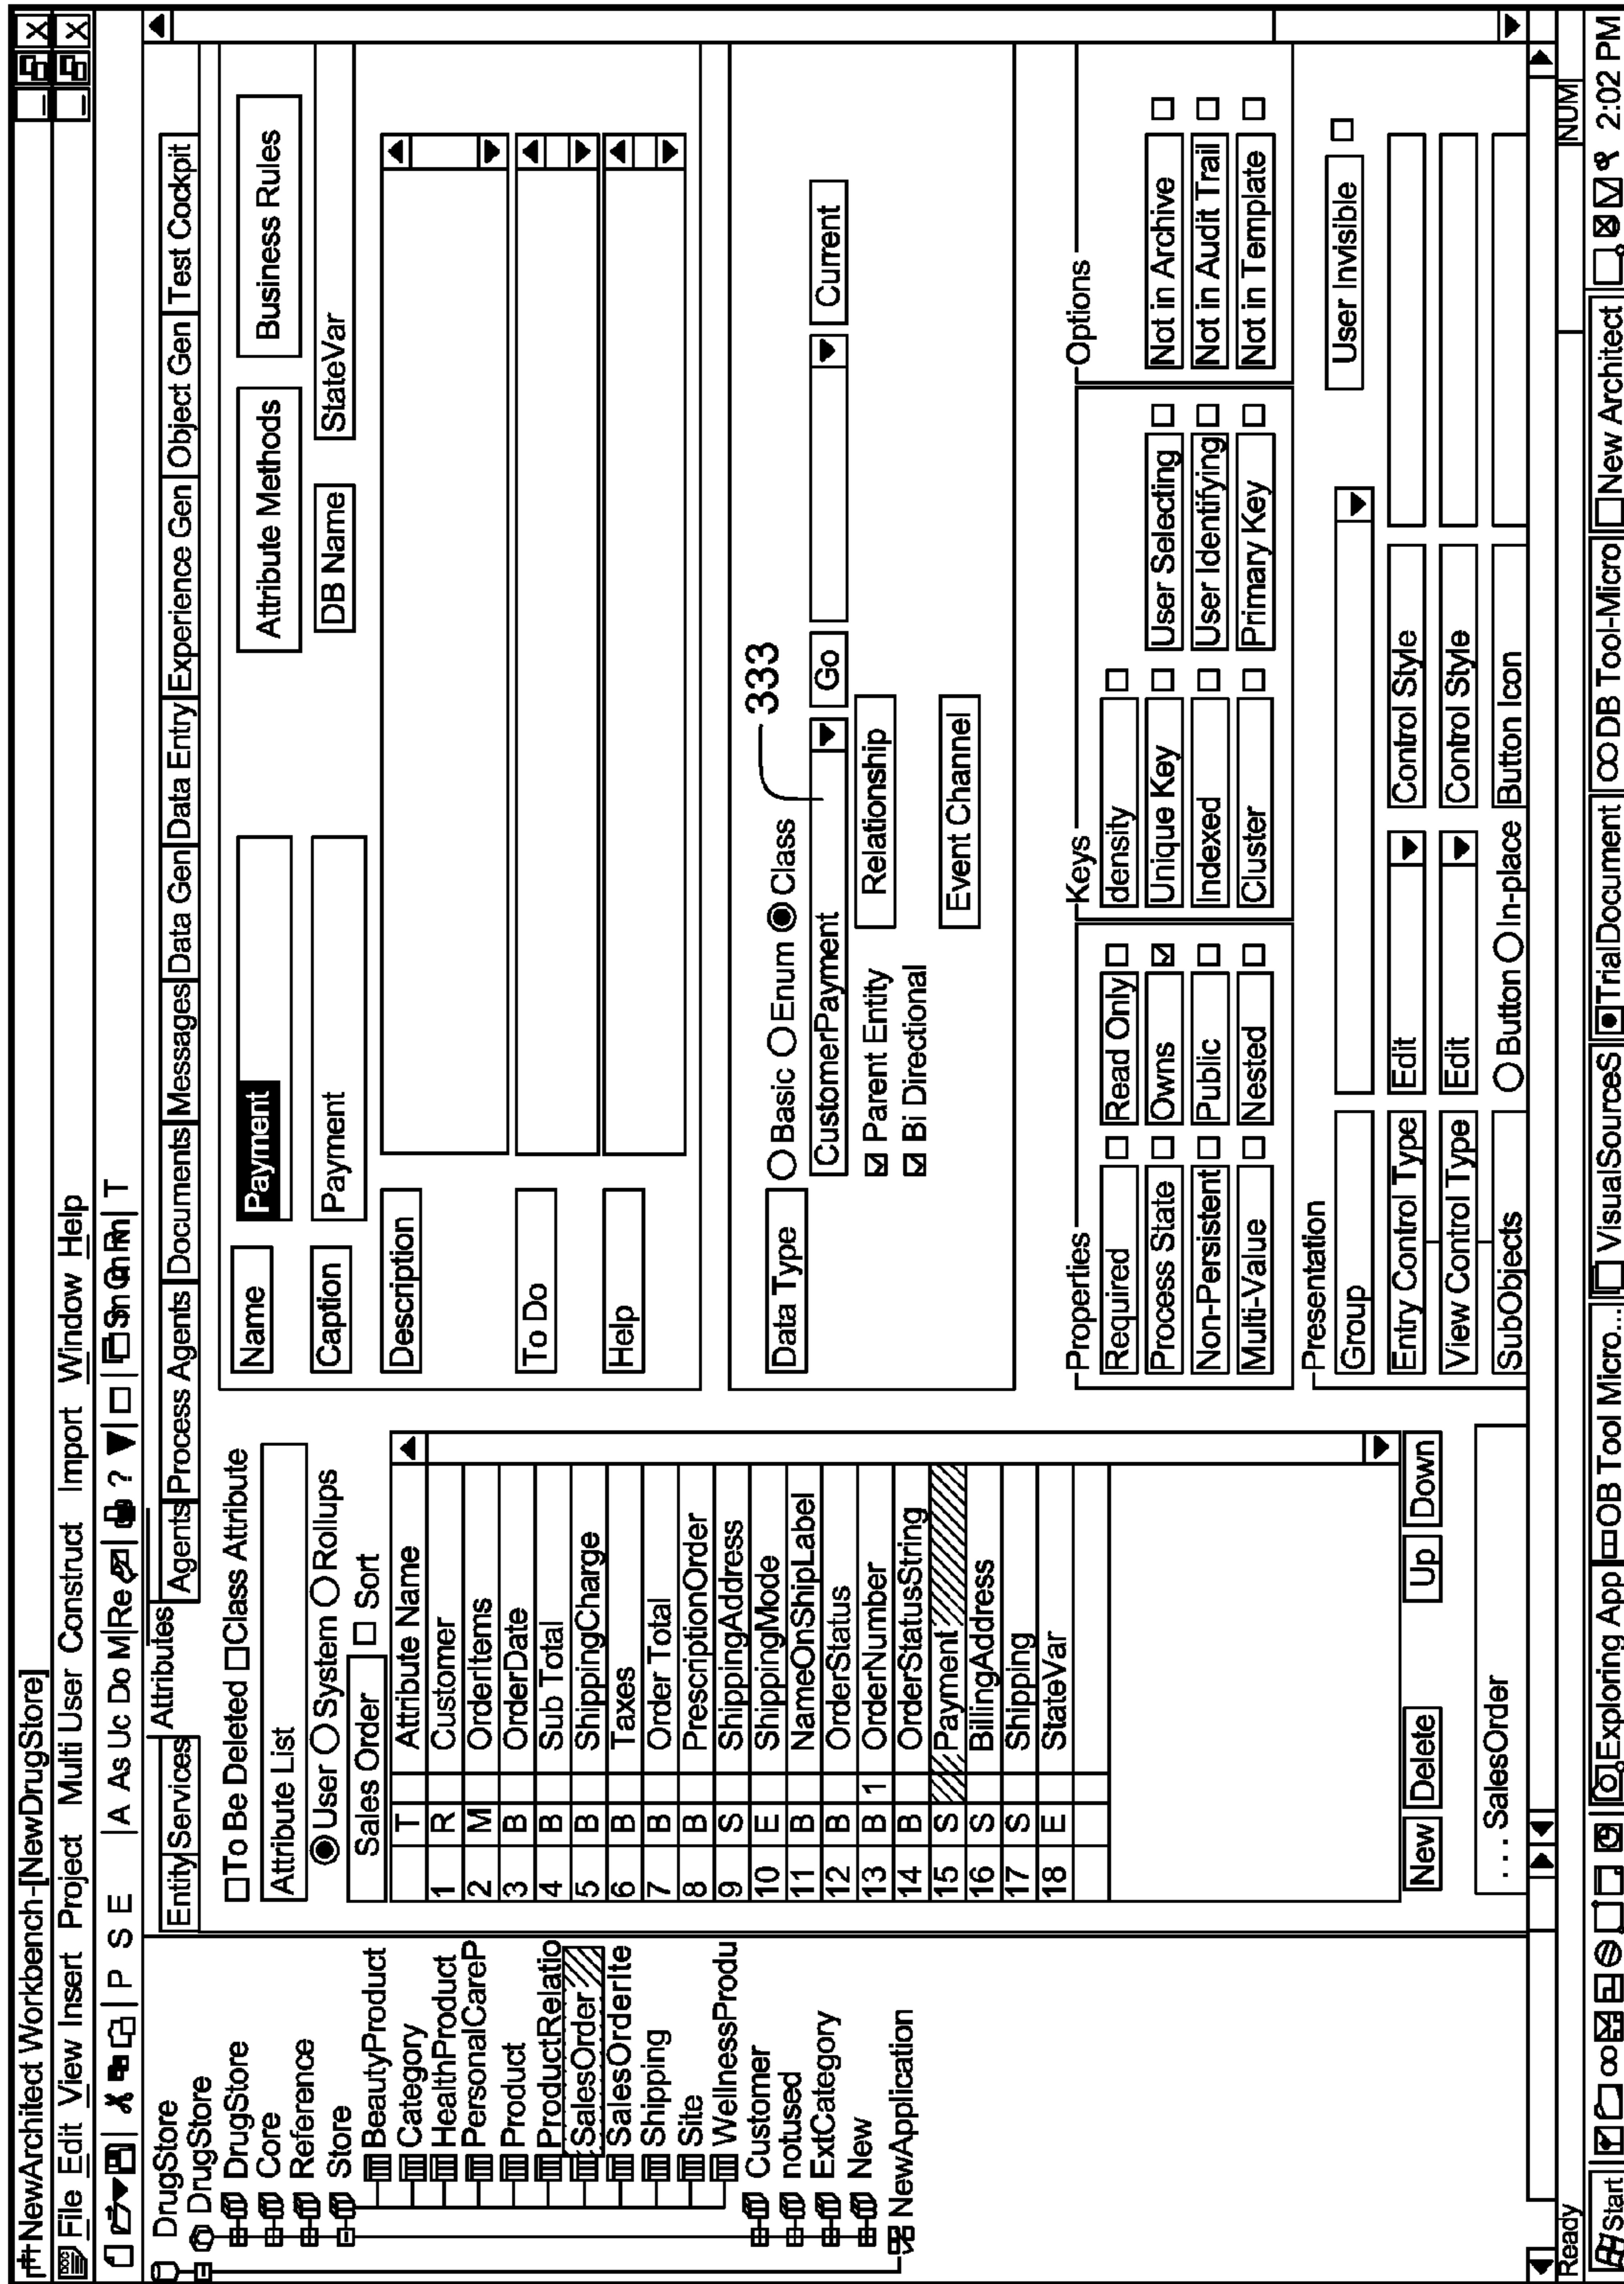 NewArchitect Workbench-[NewDrugStore]
File Edit View Insert Project Multi User Construct Import Window Help
P S E A As Uc Do M Re ? T
DrugStore
DrugStore
DrugStore
Core
Reference
Store
BeautyProduct
Category
HealthProduct
PersonalCareP
Product
ProductRelatio
SalesOrder
SalesOrderIte
Shipping
Site
WellnessProdu
Customer
notused
ExtCategory
New
NewApplication
Entity Services Attributes Agents Process Agents Documents Messages Data Gen Data Entry Experience Gen Object Gen Test Cockpit
To Be Deleted Class Attribute
Attribute List
User System Rollups
Sales Order Sort
T Attribute Name
1 R Customer
2 M OrderItems
3 B OrderDate
4 B Sub Total
5 B ShippingCharge
6 B Taxes
7 B Order Total
8 B PrescriptionOrder
9 S ShippingAddress
10 E ShippingMode
11 B NameOnShipLabel
12 B OrderStatus
13 B 1 OrderNumber
14 B OrderStatusString
15 S Payment
16 S BillingAddress
17 S Shipping
18 E StateVar
New Delete Up Down
...SalesOrder
Name Payment Attribute Methods Business Rules
Caption Payment DB Name StateVar
Description
To Do
Help
333
Data Type Basic Enum Class
CustomerPayment Go Current
Parent Entity Relationship
Bi Directional
Event Channel
Properties Keys Options
Required Read Only density
Process State Owns Unique Key User Selecting Not in Archive
Non-Persistent Public Indexed User Identifying Not in Audit Trail
Multi-Value Nested Cluster Primary Key Not in Template
Presentation
Group User Invisible
Entry Control Type Edit Control Style
View Control Type Edit Control Style
SubObjects Button In-place Button Icon
Ready NUM
Start Exploring App OB Tool Micro... VisualSourceS TrialDocument DB Tool-Micro New Architect 2:02 PM